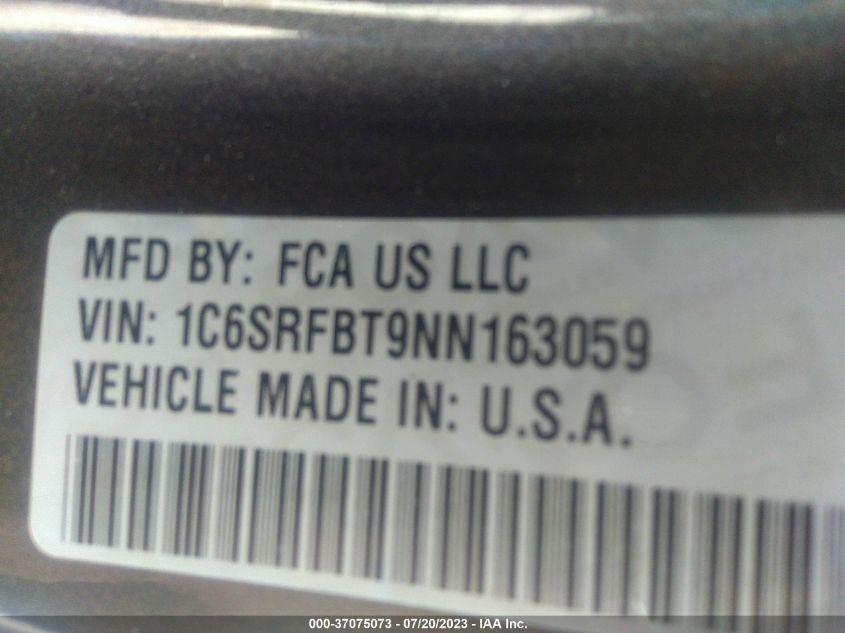 MFD BY: FCA US LLC
VIN: 1C6SRFBT9NN163059
VEHICLE MADE IN: U.S.A.
000-37075073 - 07/20/2023 - IAA Inc.